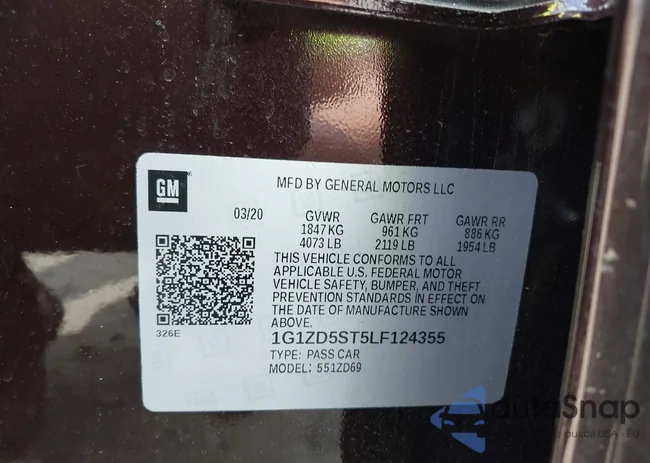 GM
MFD BY GENERAL MOTORS LLC
03/20 GVWR GAWR FRT GAWR RR
1847 KG 961 KG 886 KG
4073 LB 2119 LB 1954 LB
THIS VEHICLE CONFORMS TO ALL
APPLICABLE U.S. FEDERAL MOTOR
VEHICLE SAFETY, BUMPER, AND THEFT
PREVENTION STANDARDS IN EFFECT ON
THE DATE OF MANUFACTURE SHOWN
ABOVE.
326E
1G1ZD5ST5LF124355
TYPE: PASS CAR
MODEL: 551ZD69
autoSnap
аукціі USA - EU